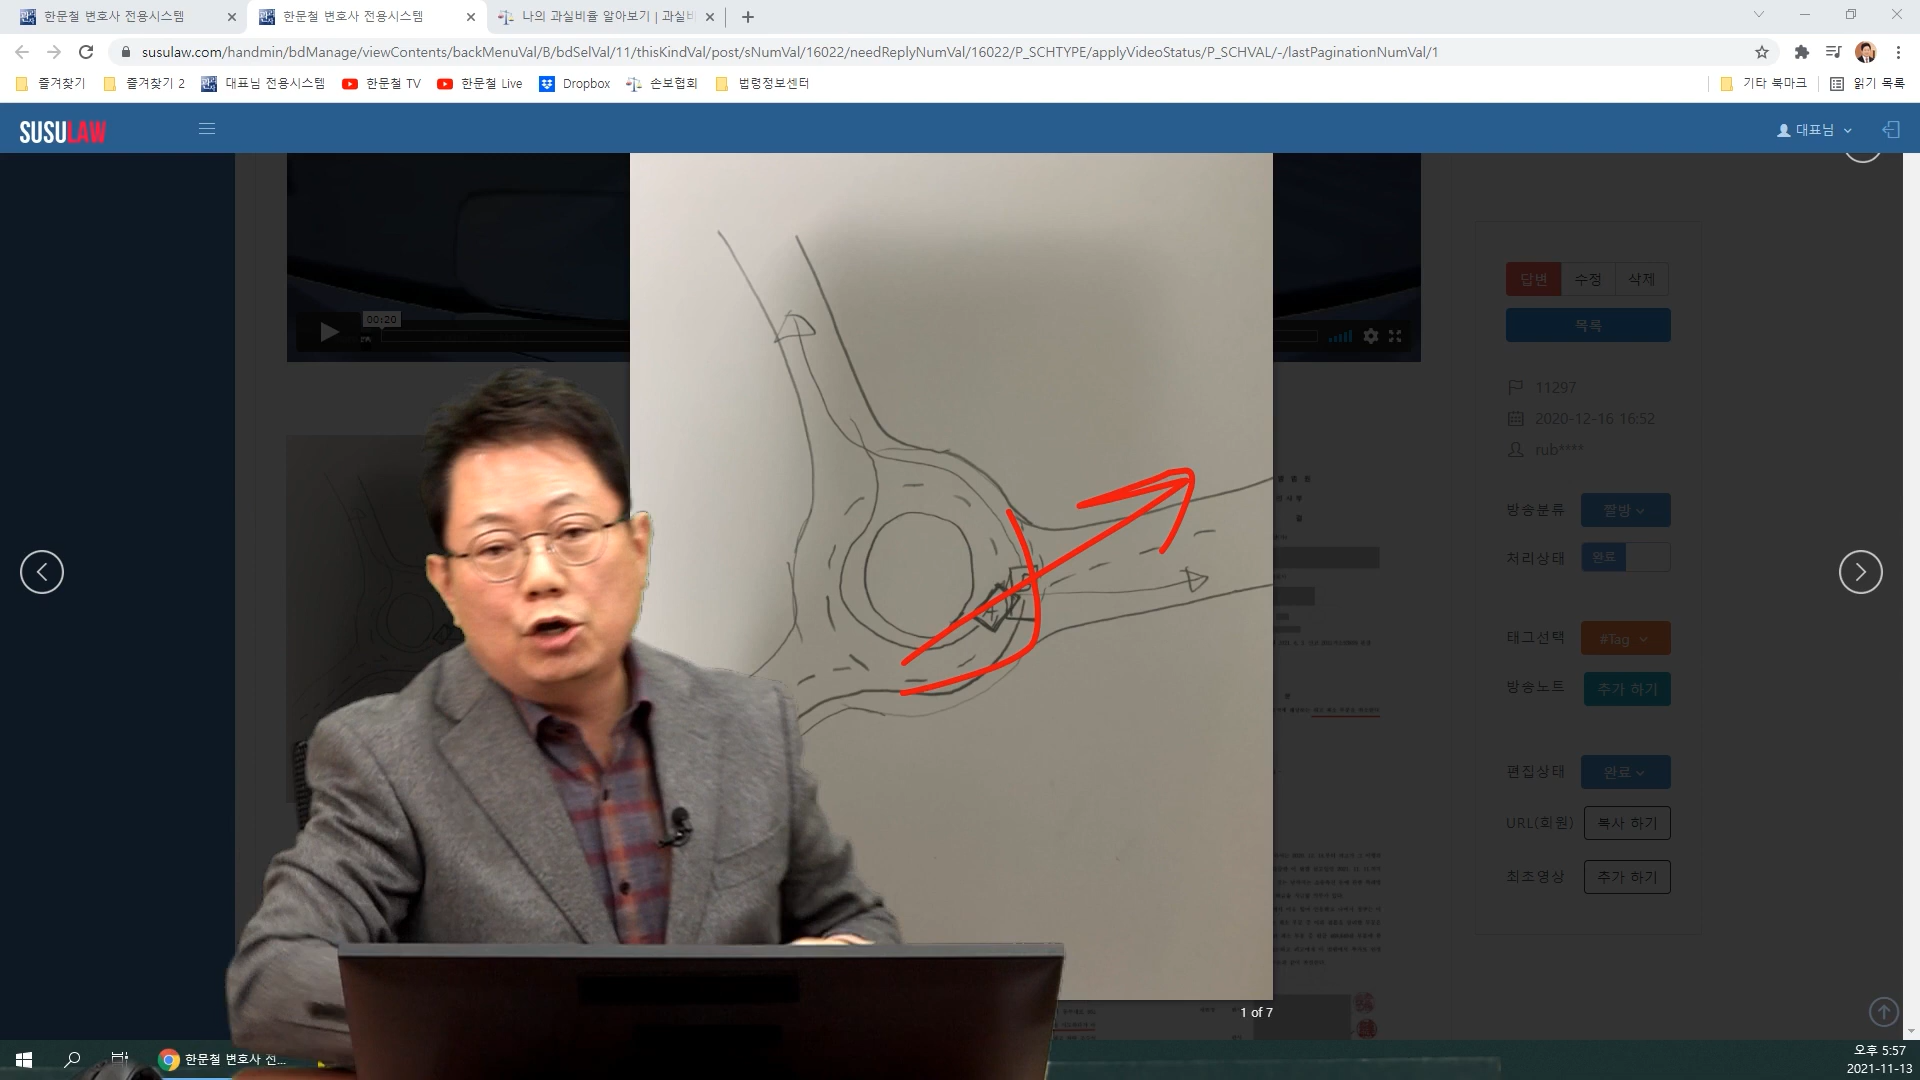 한문철 변호사 전용시스템
한문철 변호사 전용시스템
나의 과실비율 알아보기 | 과실비
susulaw.com/handmin/bdManage/viewContents/backMenuVal/B/bdSelVal/11/thisKindVal/post/sNumVal/16022/needReplyNumVal/16022/P_SCHTYPE/applyVideoStatus/P_SCHVAL/-/lastPaginationNumVal/1
즐겨찾기
즐겨찾기 2
대표님 전용시스템
한문철 TV
한문철 Live
Dropbox
손보협회
법령정보센터
기타 북마크
읽기 목록
SUSULAW
대표님
00:20
답변
수정
삭제
목록
11297
2020-12-16 16:52
rub****
방송분류
짤방
처리상태
완료
태그선택
#Tag
방송노트
추가 하기
편집상태
완료
URL(회원)
복사 하기
최초영상
추가 하기
1 of 7
한문철 변호사 전...
오후 5:57
2021-11-13